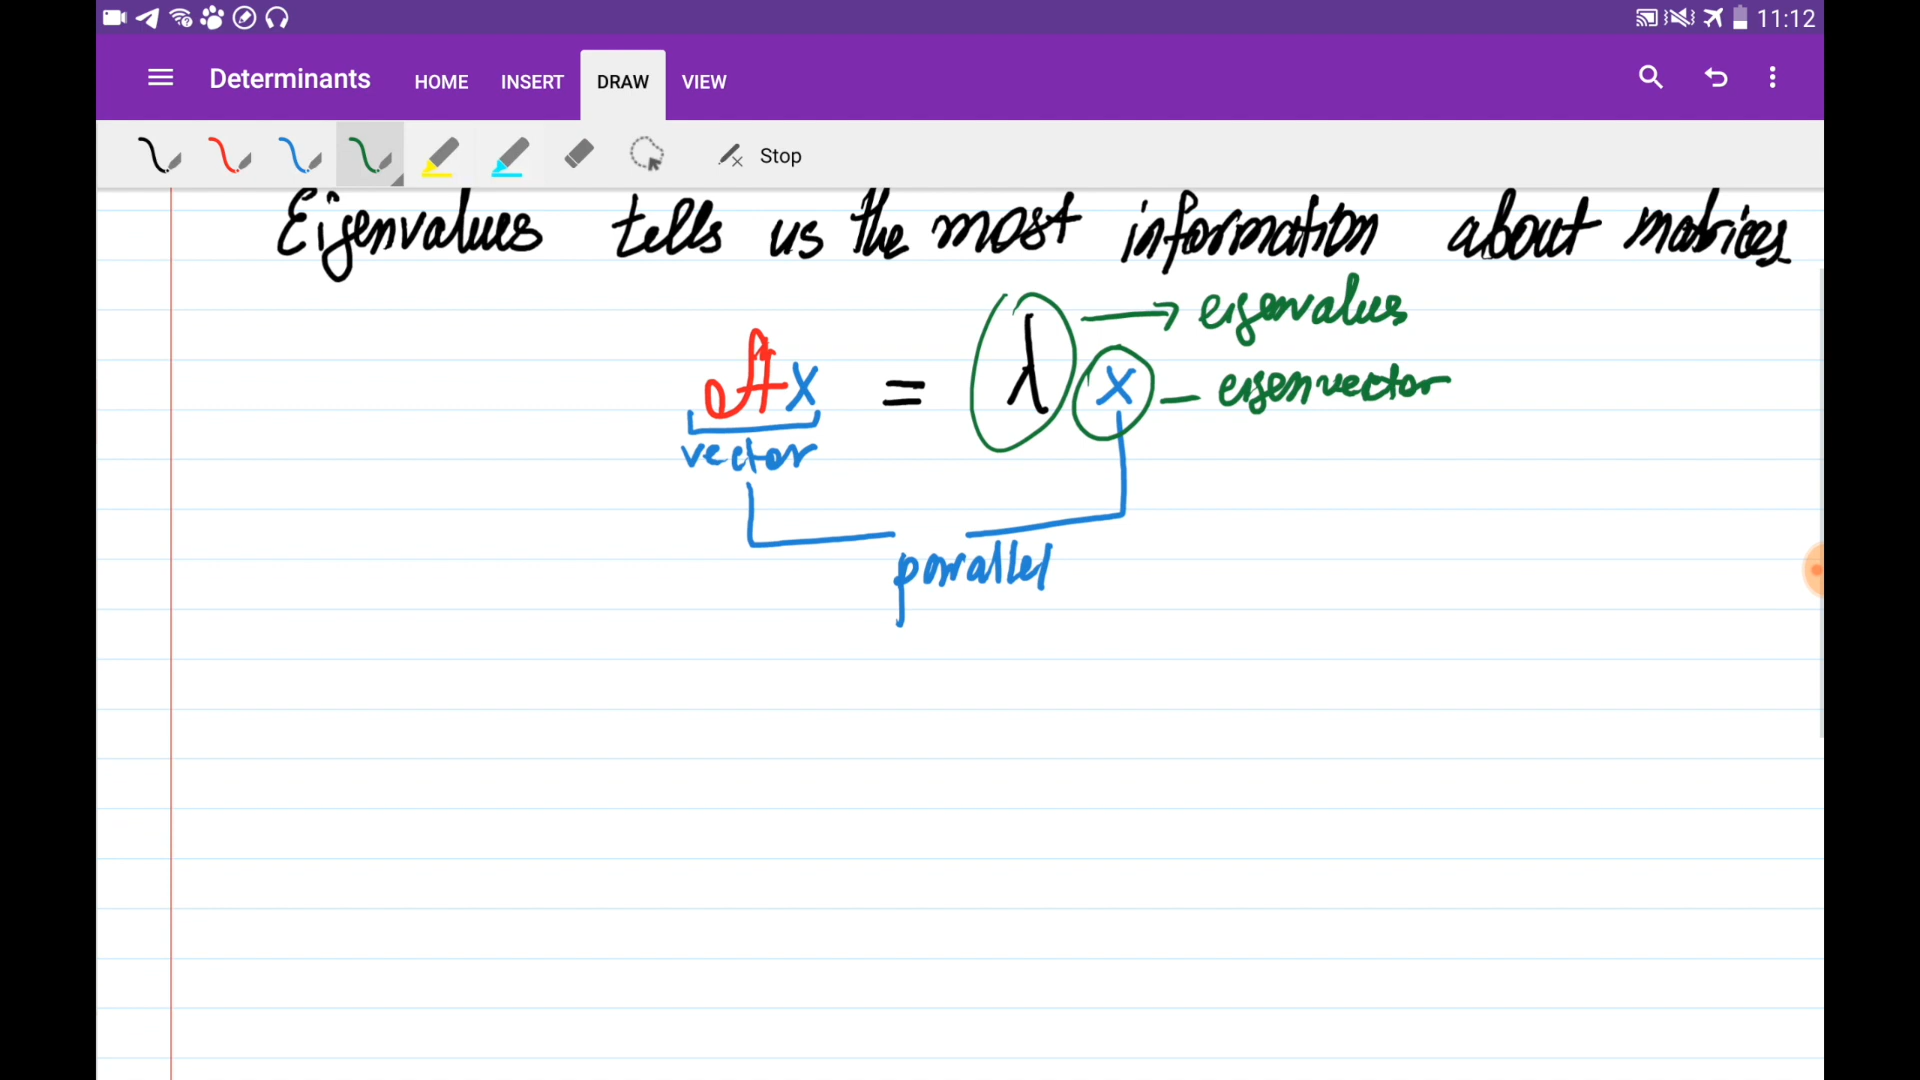 11:12
Determinants HOME INSERT DRAW VIEW
Stop
Eigenvalues tells us the most information about matrices
Ax = λx → eigenvalues
– eigenvector
vector
parallel